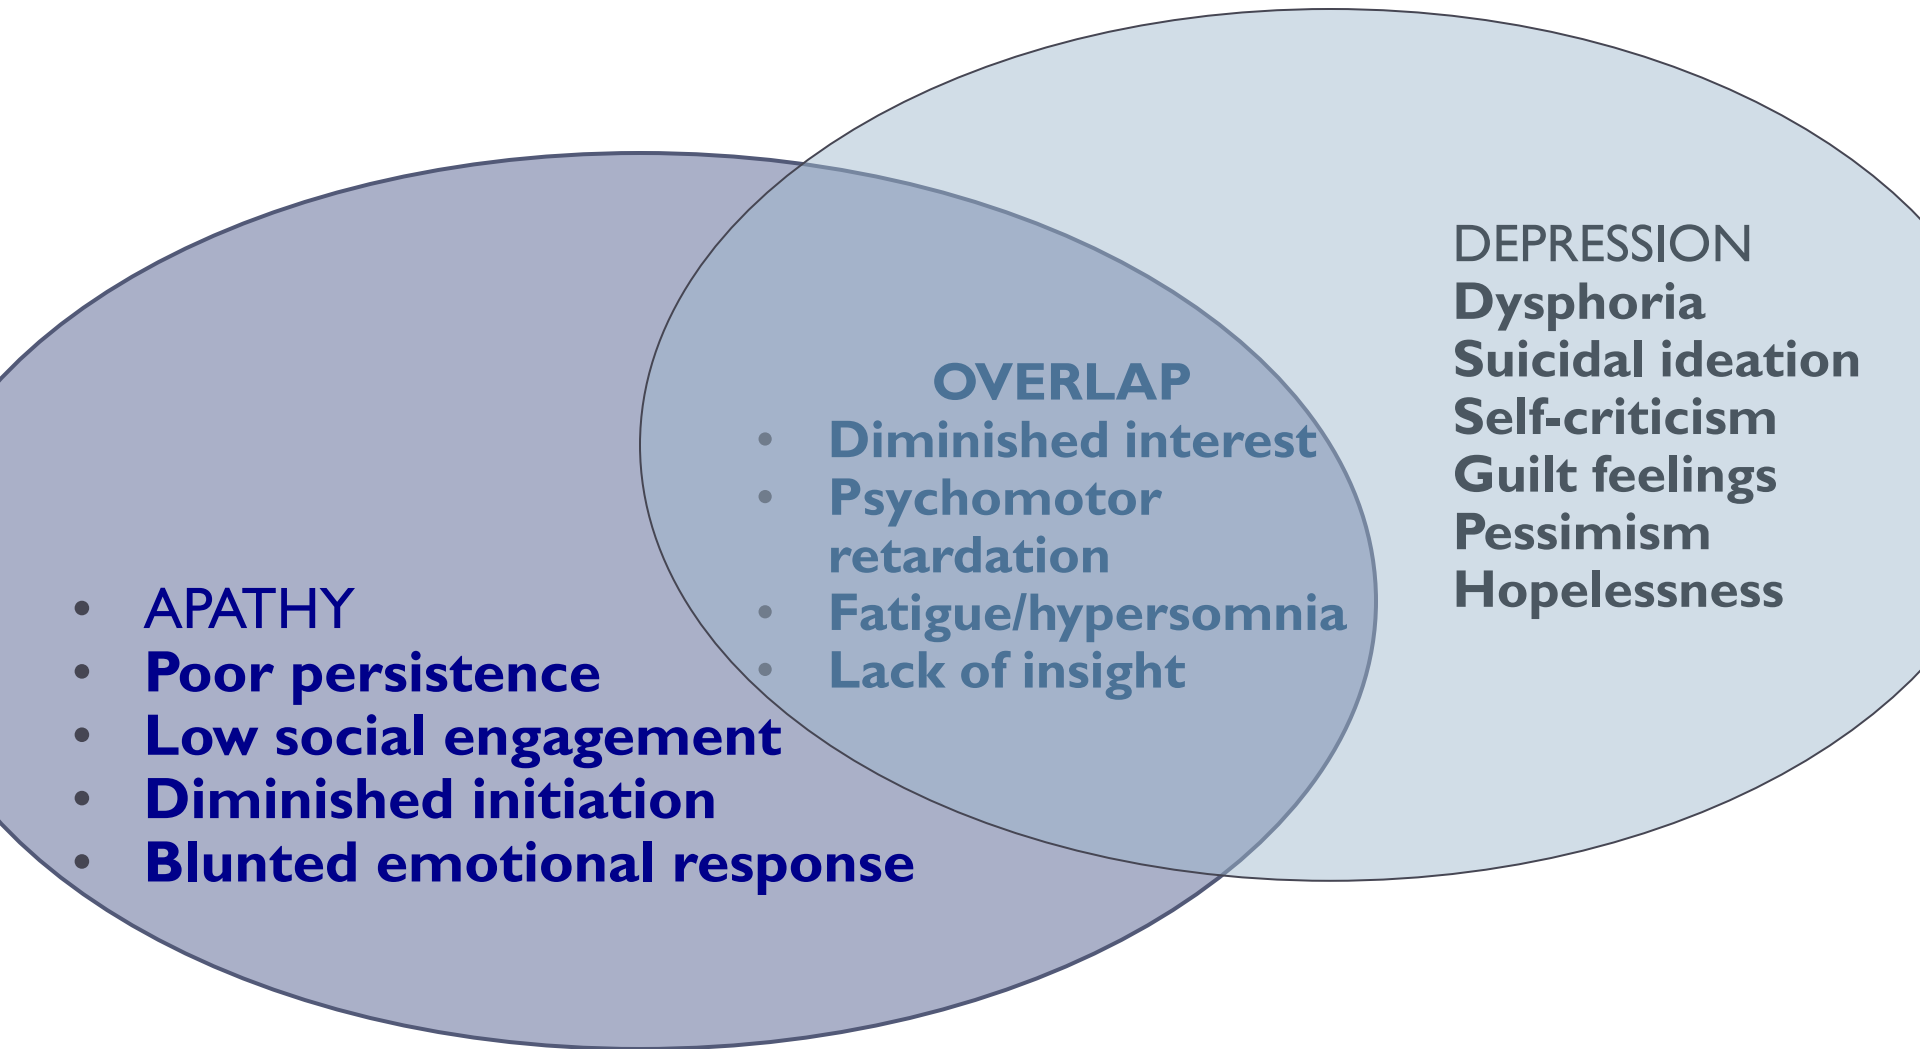 • APATHY
• Poor persistence
• Low social engagement
• Diminished initiation
• Blunted emotional response
OVERLAP
• Diminished interest
• Psychomotor
retardation
• Fatigue/hypersomnia
• Lack of insight
DEPRESSION
Dysphoria
Suicidal ideation
Self-criticism
Guilt feelings
Pessimism
Hopelessness